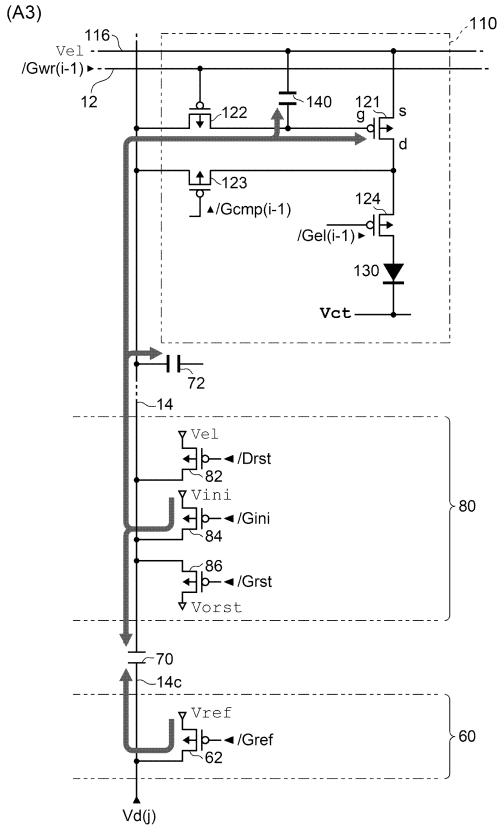 (A3)
116
110
Vel
/Gwr(i-1)
12
122
140
121
g
s
d
123
/Gcmp(i-1)
124
/Gel(i-1)
130
Vct
72
14
Vel
/Drst
82
Vini
/Gini
84
80
86
/Grst
Vorst
70
14c
Vref
/Gref
62
60
Vd(j)